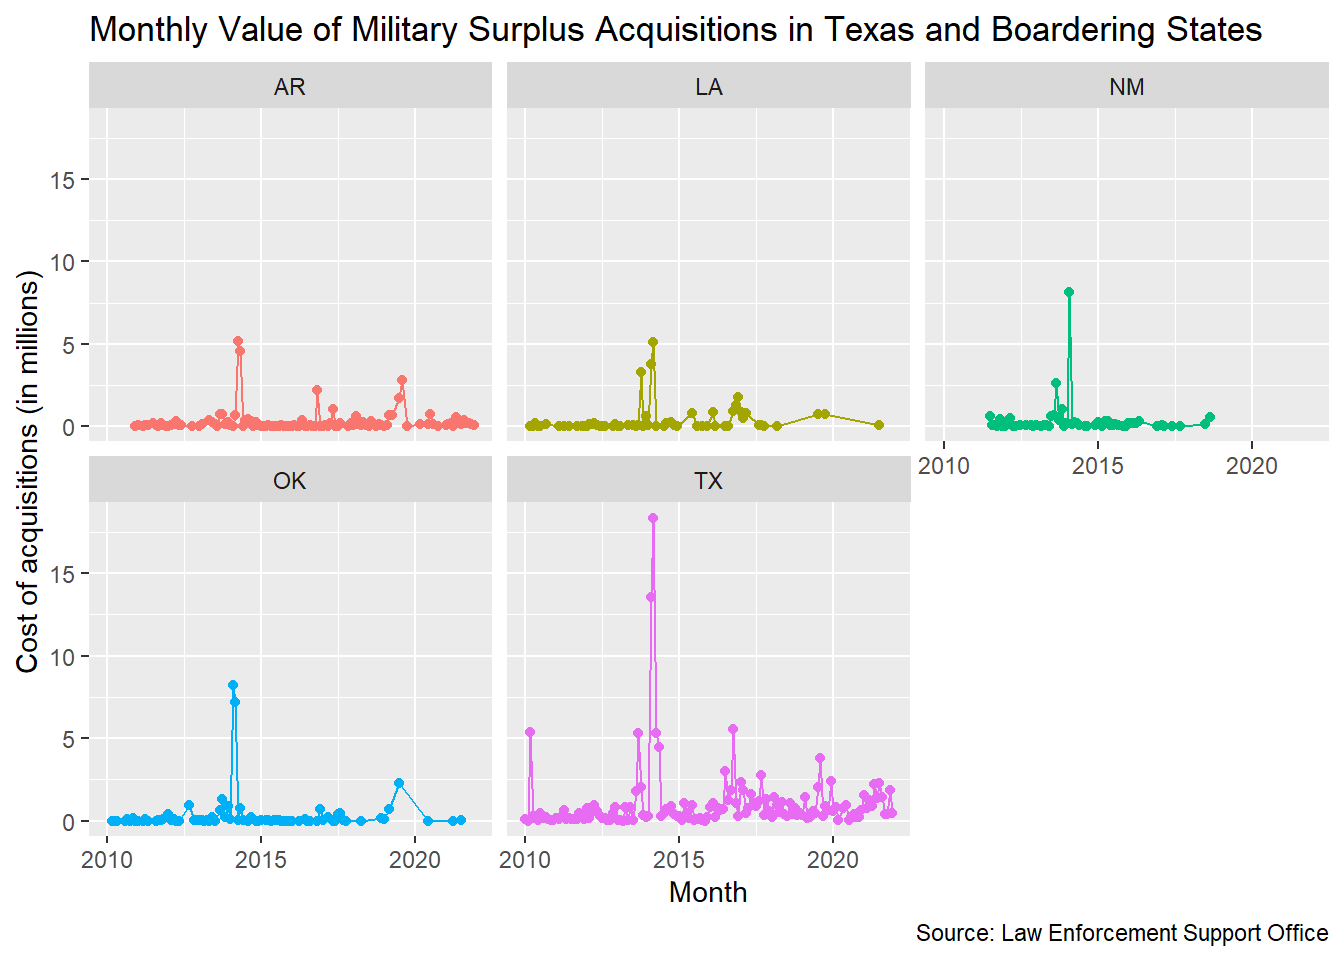 Monthly Value of Military Surplus Acquisitions in Texas and Boardering States
AR
LA
NM
15
10
5
0
2010
2015
2020
OK
TX
15
10
5
0
2010
2015
2020
2010
2015
2020
Cost of acquisitions (in millions)
Month
Source: Law Enforcement Support Office